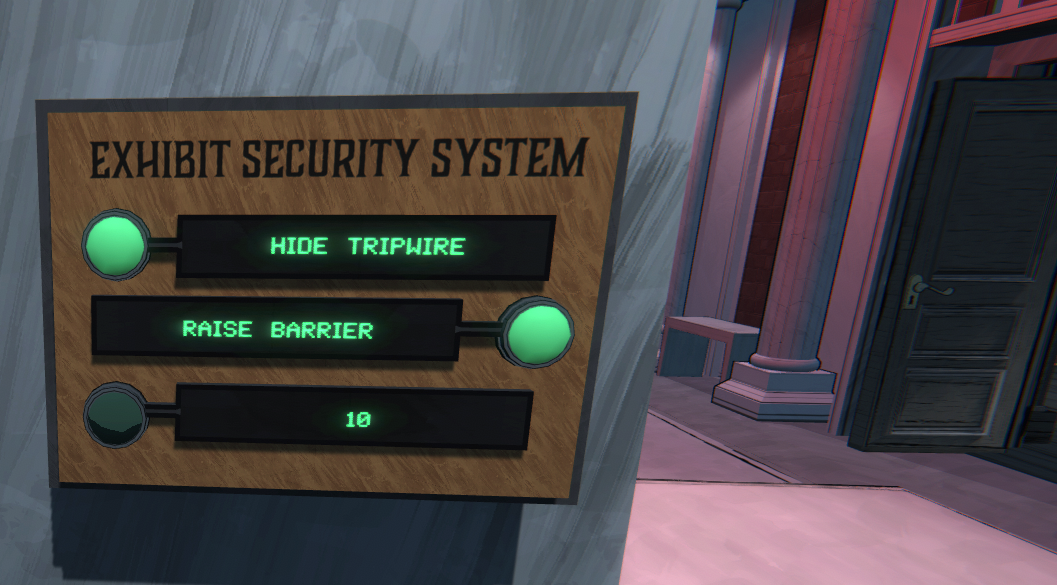 EXHIBIT SECURITY SYSTEM
HIDE TRIPWIRE
RAISE BARRIER
10